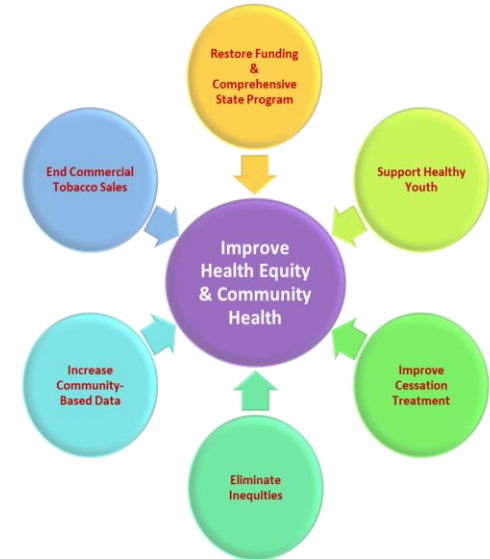 Restore Funding
&
Comprehensive
State Program
End Commercial
Tobacco Sales
Support Healthy
Youth
Improve
Health Equity
& Community
Health
Increase
Community-
Based Data
Improve
Cessation
Treatment
Eliminate
Inequities